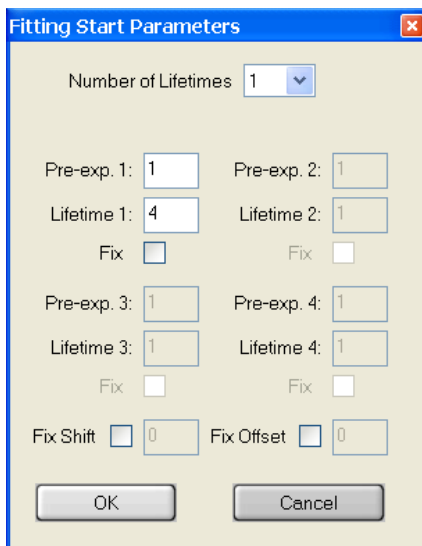 Fitting Start Parameters
Number of Lifetimes 1
Pre-exp. 1: 1 Pre-exp. 2: 1
Lifetime 1: 4 Lifetime 2: 1
Fix Fix
Pre-exp. 3: 1 Pre-exp. 4: 1
Lifetime 3: 1 Lifetime 4: 1
Fix Fix
Fix Shift 0 Fix Offset 0
OK Cancel